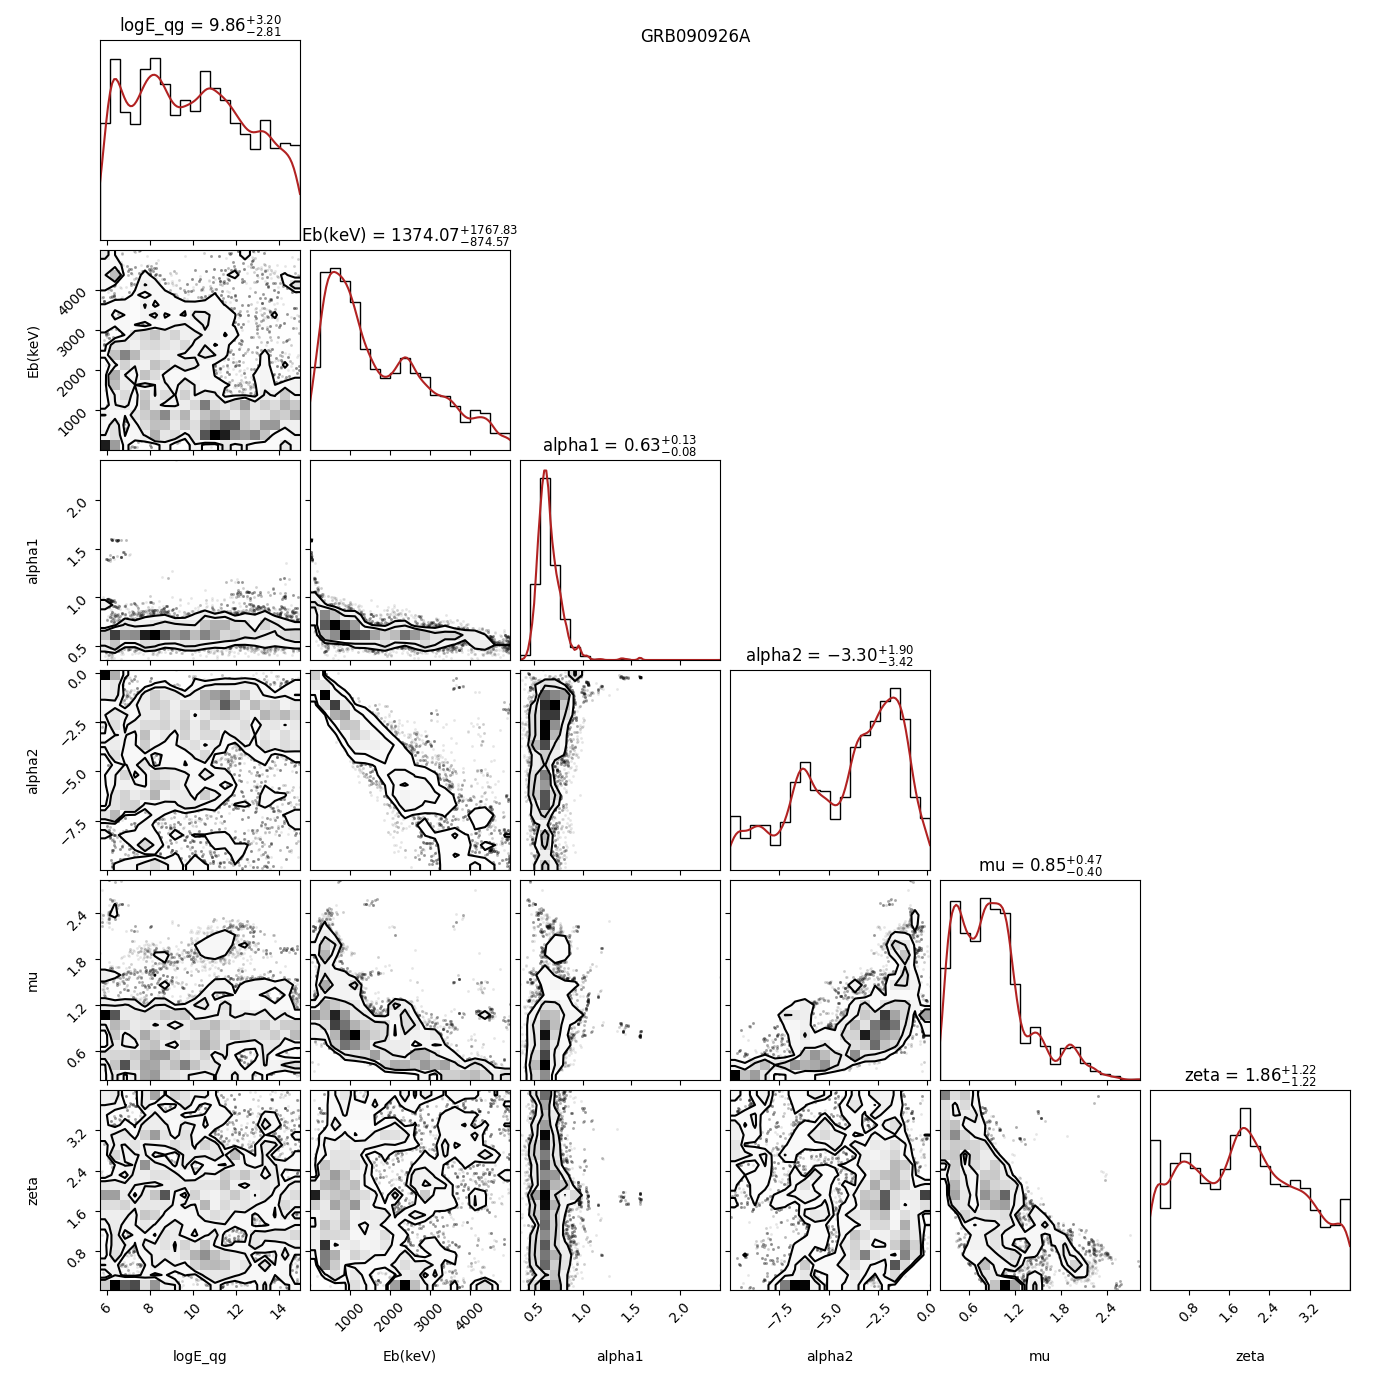 GRB090926A
logE_qg = 9.86+3.20−2.81
Eb(keV) = 1374.07+1767.83−874.57
4000
3000
2000
1000
Eb(keV)
alpha1 = 0.63+0.13−0.08
2.0
1.5
1.0
0.5
alpha1
alpha2 = −3.30+1.90−3.42
0.0
−2.5
−5.0
−7.5
alpha2
mu = 0.85+0.47−0.40
2.4
1.8
1.2
0.6
mu
zeta = 1.86+1.22−1.22
3.2
2.4
1.6
0.8
zeta
6 8 10 12 14
1000 2000 3000 4000
0.5 1.0 1.5 2.0
−7.5 −5.0 −2.5 0.0
0.6 1.2 1.8 2.4
0.8 1.6 2.4 3.2
logE_qg Eb(keV) alpha1 alpha2 mu zeta